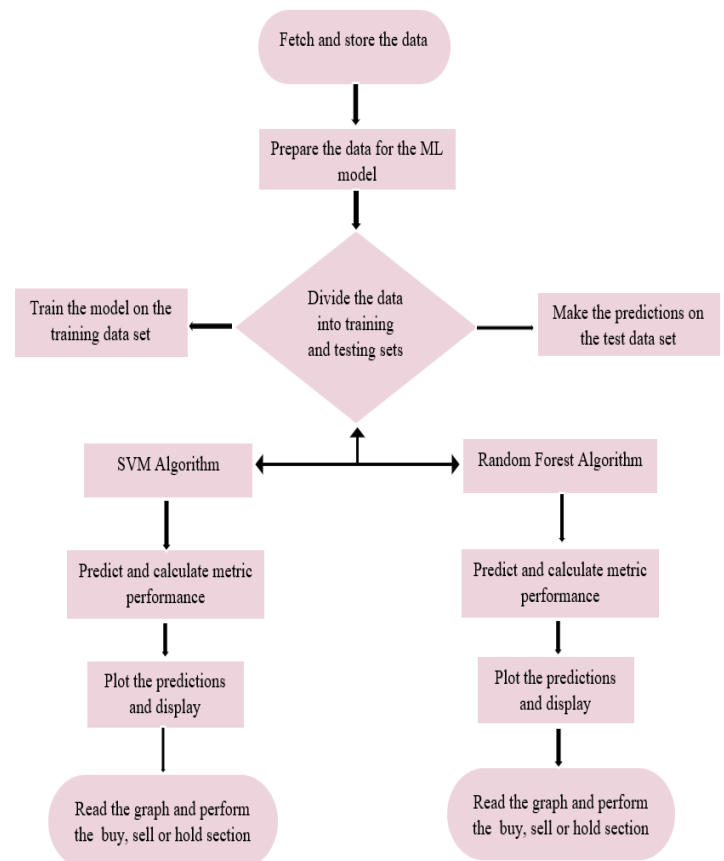 Fetch and store the data
Prepare the data for the ML
model
Divide the data
into training
and testing sets
Train the model on the
training data set
Make the predictions on
the test data set
SVM Algorithm
Random Forest Algorithm
Predict and calculate metric
performance
Predict and calculate metric
performance
Plot the predictions
and display
Plot the predictions
and display
Read the graph and perform
the buy, sell or hold section
Read the graph and perform
the buy, sell or hold section